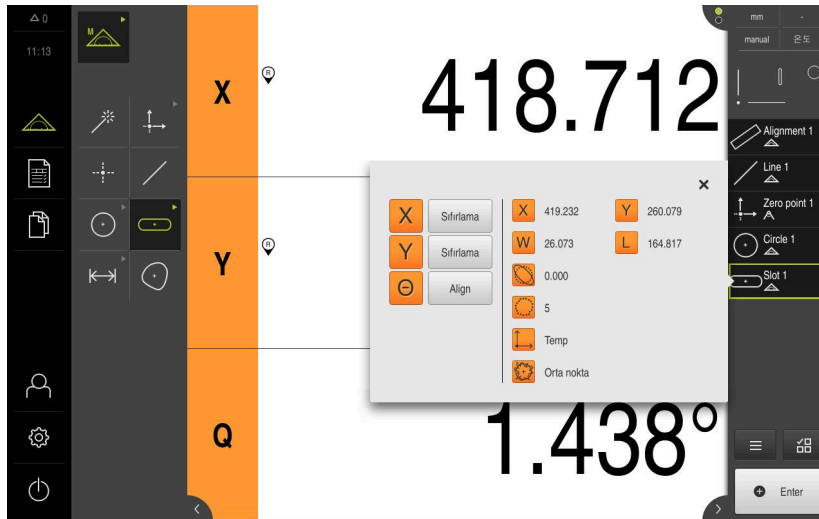 0
11:13
M
X
R
418.712
Y
R
Q
1.438°
X Sıfırlama
Y Sıfırlama
Θ Align
X 419.232 Y 260.079
W 26.073 L 164.817
0.000
5
Temp
Orta nokta
mm -
manual 온도
Alignment 1
Line 1
Zero point 1
Circle 1
Slot 1
Enter